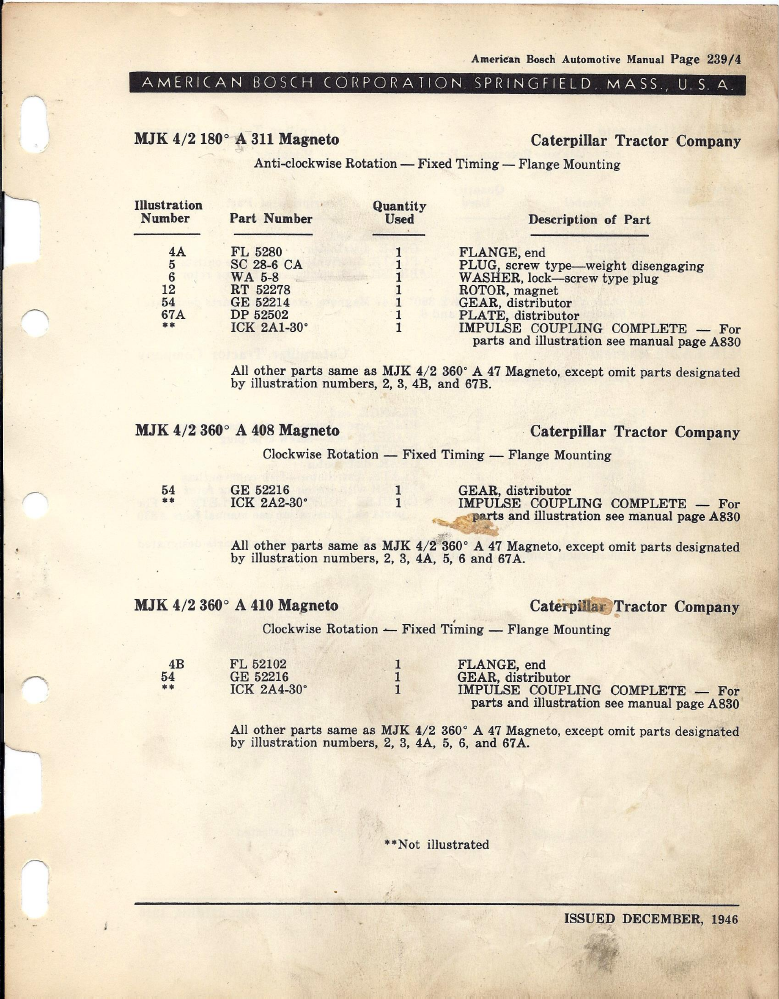 American Bosch Automotive Manual Page 239/4
AMERICAN BOSCH CORPORATION SPRINGFIELD. MASS., U. S. A.
MJK 4/2 180° A 311 Magneto Caterpillar Tractor Company
Anti-clockwise Rotation — Fixed Timing — Flange Mounting
Illustration Number Part Number Quantity Used Description of Part
4A FL 5280 1 FLANGE, end
5 SC 28-6 CA 1 PLUG, screw type—weight disengaging
6 WA 5-8 1 WASHER, lock—screw type plug
12 RT 52278 1 ROTOR, magnet
54 GE 52214 1 GEAR, distributor
67A DP 52502 1 PLATE, distributor
** ICK 2A1-30° 1 IMPULSE COUPLING COMPLETE — For
parts and illustration see manual page A830
All other parts same as MJK 4/2 360° A 47 Magneto, except omit parts designated
by illustration numbers, 2, 3, 4B, and 67B.
MJK 4/2 360° A 408 Magneto Caterpillar Tractor Company
Clockwise Rotation — Fixed Timing — Flange Mounting
54 GE 52216 1 GEAR, distributor
** ICK 2A2-30° 1 IMPULSE COUPLING COMPLETE — For
parts and illustration see manual page A830
All other parts same as MJK 4/2 360° A 47 Magneto, except omit parts designated
by illustration numbers, 2, 3, 4A, 5, 6 and 67A.
MJK 4/2 360° A 410 Magneto Caterpillar Tractor Company
Clockwise Rotation — Fixed Timing — Flange Mounting
4B FL 52102 1 FLANGE, end
54 GE 52216 1 GEAR, distributor
** ICK 2A4-30° 1 IMPULSE COUPLING COMPLETE — For
parts and illustration see manual page A830
All other parts same as MJK 4/2 360° A 47 Magneto, except omit parts designated
by illustration numbers, 2, 3, 4A, 5, 6, and 67A.
**Not illustrated
ISSUED DECEMBER, 1946